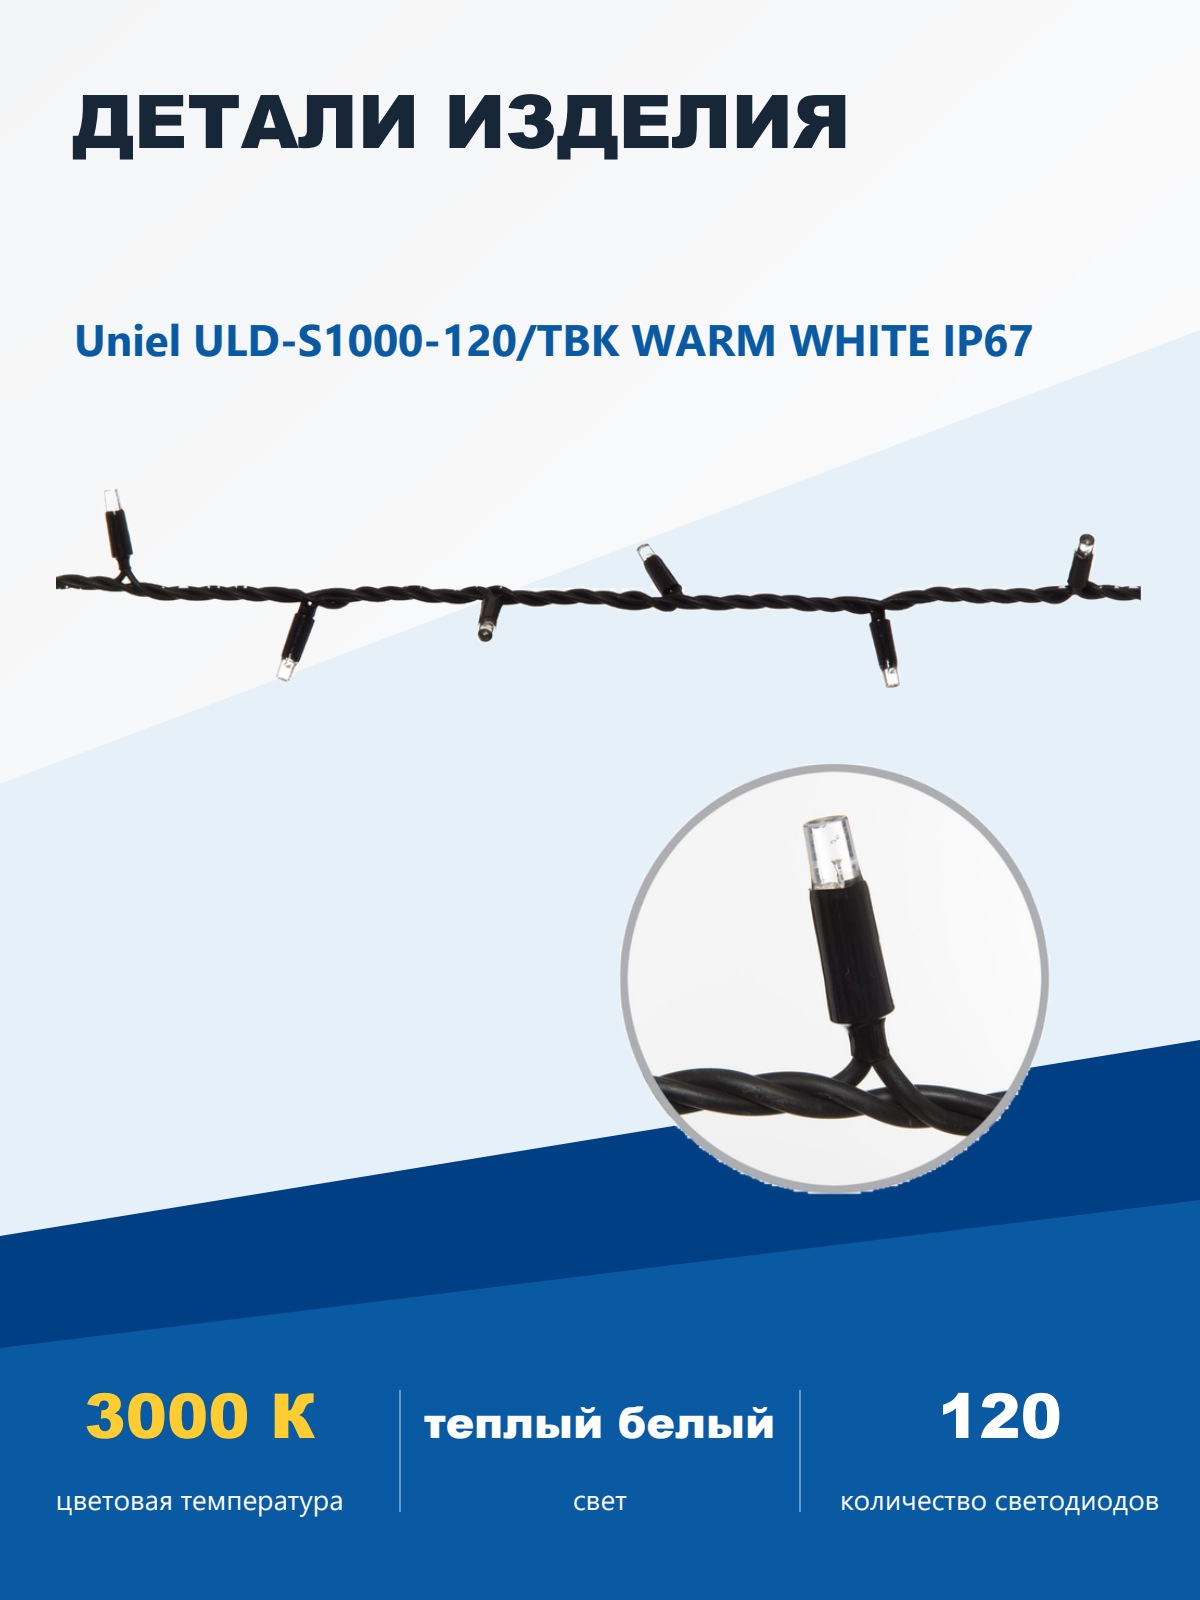 ДЕТАЛИ ИЗДЕЛИЯ
Uniel ULD-S1000-120/TBK WARM WHITE IP67
3000 К
цветовая температура
теплый белый
свет
120
количество светодиодов